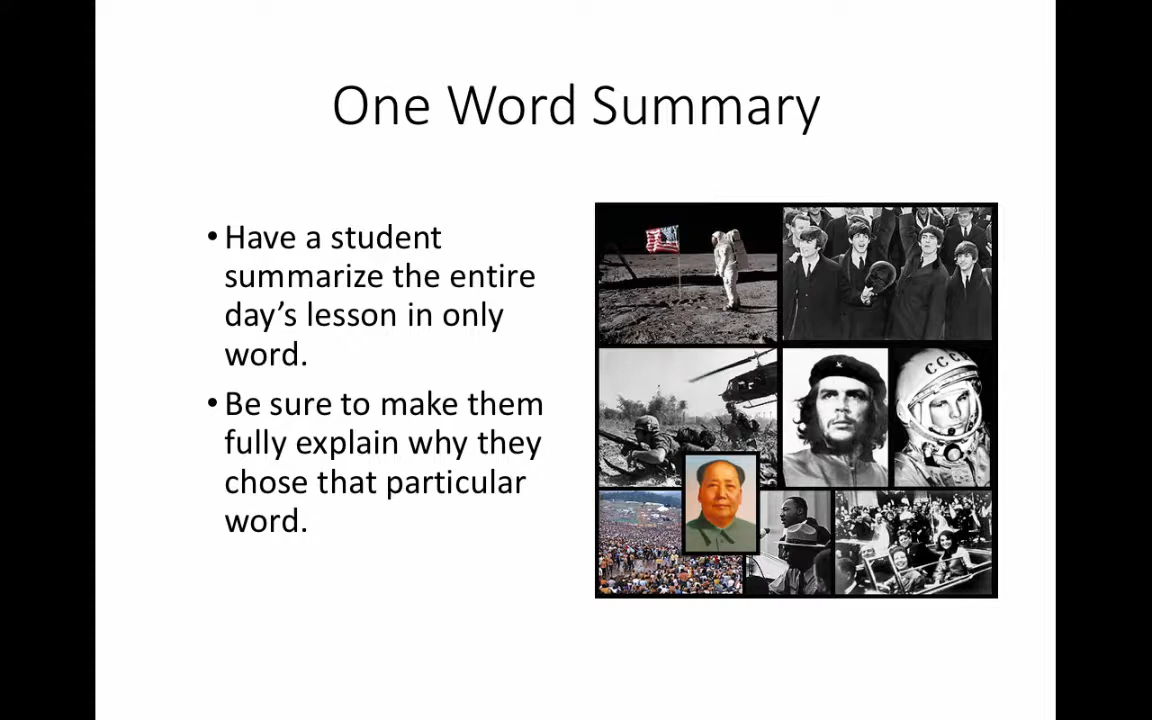 One Word Summary
• Have a student
summarize the entire
day's lesson in only
word.
• Be sure to make them
fully explain why they
chose that particular
word.
CCCP